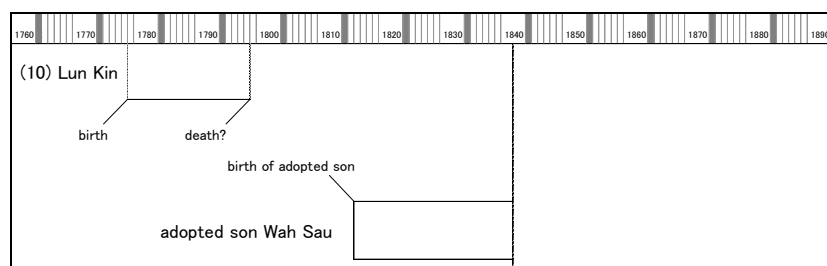 1760 1770 1780 1790 1800 1810 1820 1830 1840 1850 1860 1870 1880 1890
(10) Lun Kin
birth death?
birth of adopted son
adopted son Wah Sau